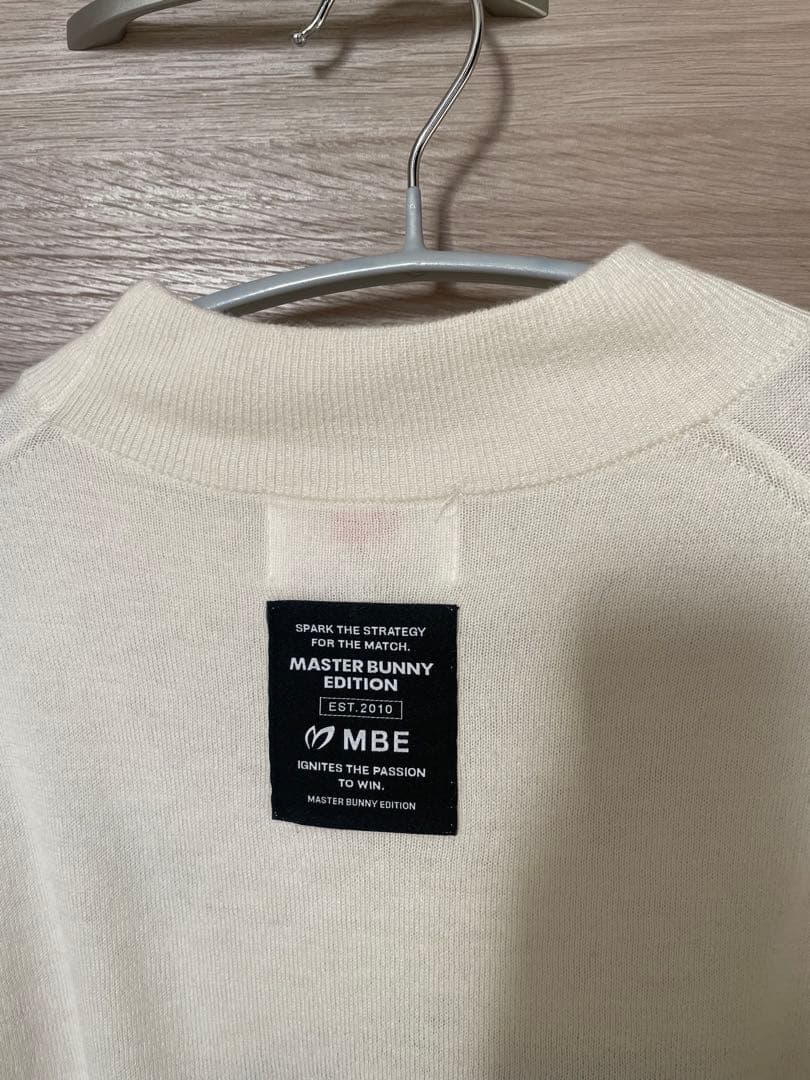 SPARK THE STRATEGY
FOR THE MATCH.
MASTER BUNNY
EDITION
EST.2010
MBE
IGNITES THE PASSION
TO WIN.
MASTER BUNNY EDITION